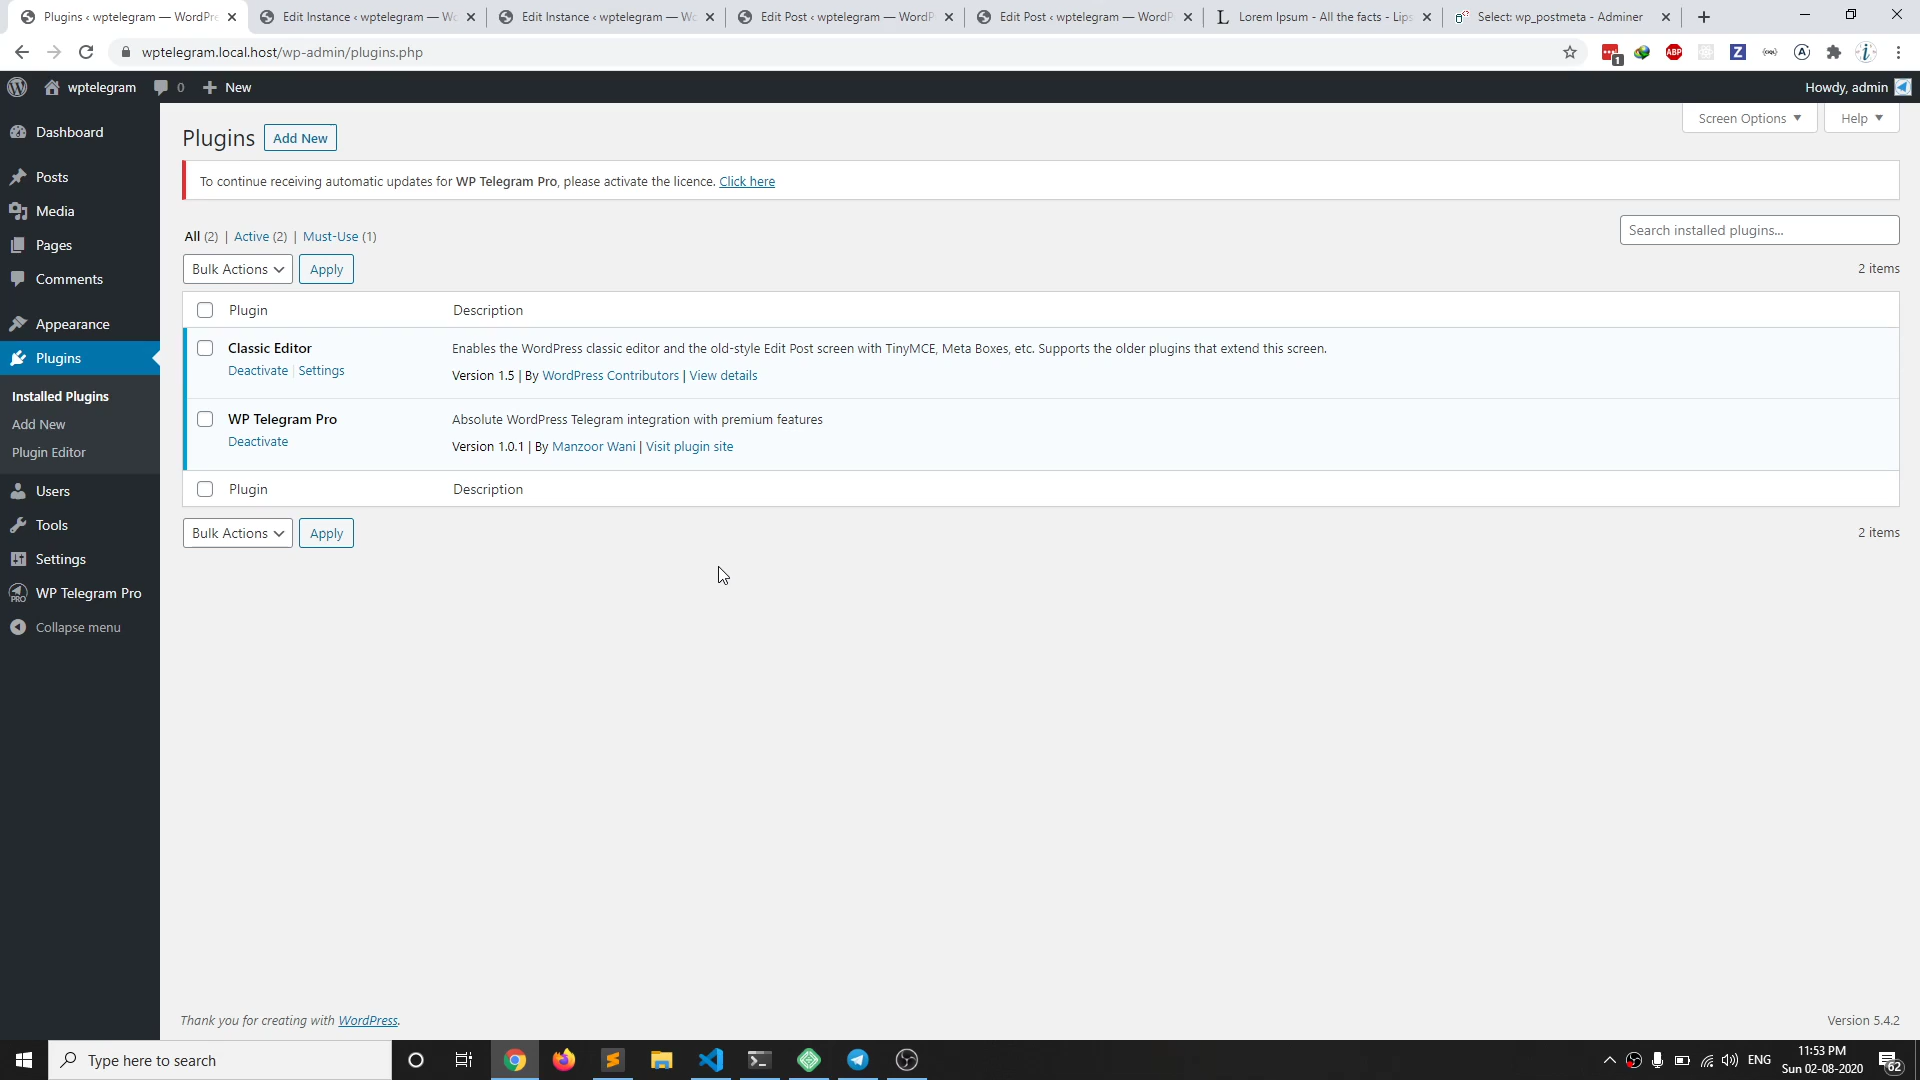 Plugins ‹ wptelegram — WordPre
Edit Instance ‹ wptelegram — Wo
Edit Instance ‹ wptelegram — Wo
Edit Post ‹ wptelegram — WordP
Edit Post ‹ wptelegram — WordP
Lorem Ipsum - All the facts - Lips
Select: wp_postmeta - Adminer
wptelegram.local.host/wp-admin/plugins.php
1
ABP
Z
wptelegram
0
New
Howdy, admin
Dashboard
Posts
Media
Pages
Comments
Appearance
Plugins
Installed Plugins
Add New
Plugin Editor
Users
Tools
Settings
PRO
WP Telegram Pro
Collapse menu
Screen Options
Help
Plugins
Add New
To continue receiving automatic updates for WP Telegram Pro, please activate the licence. Click here
All (2) | Active (2) | Must-Use (1)
Search installed plugins...
Bulk Actions
Apply
2 items
Plugin
Description
Classic Editor
Deactivate | Settings
Enables the WordPress classic editor and the old-style Edit Post screen with TinyMCE, Meta Boxes, etc. Supports the older plugins that extend this screen.
Version 1.5 | By WordPress Contributors | View details
WP Telegram Pro
Deactivate
Absolute WordPress Telegram integration with premium features
Version 1.0.1 | By Manzoor Wani | Visit plugin site
Plugin
Description
Bulk Actions
Apply
2 items
Thank you for creating with WordPress.
Version 5.4.2
Type here to search
ENG
11:53 PM
Sun 02-08-2020
62